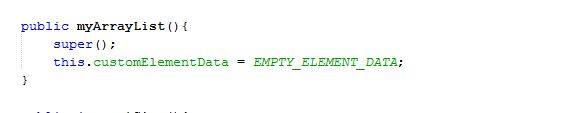 public myArrayList(){
super();
this.customElementData = EMPTY_ELEMENT_DATA;
}